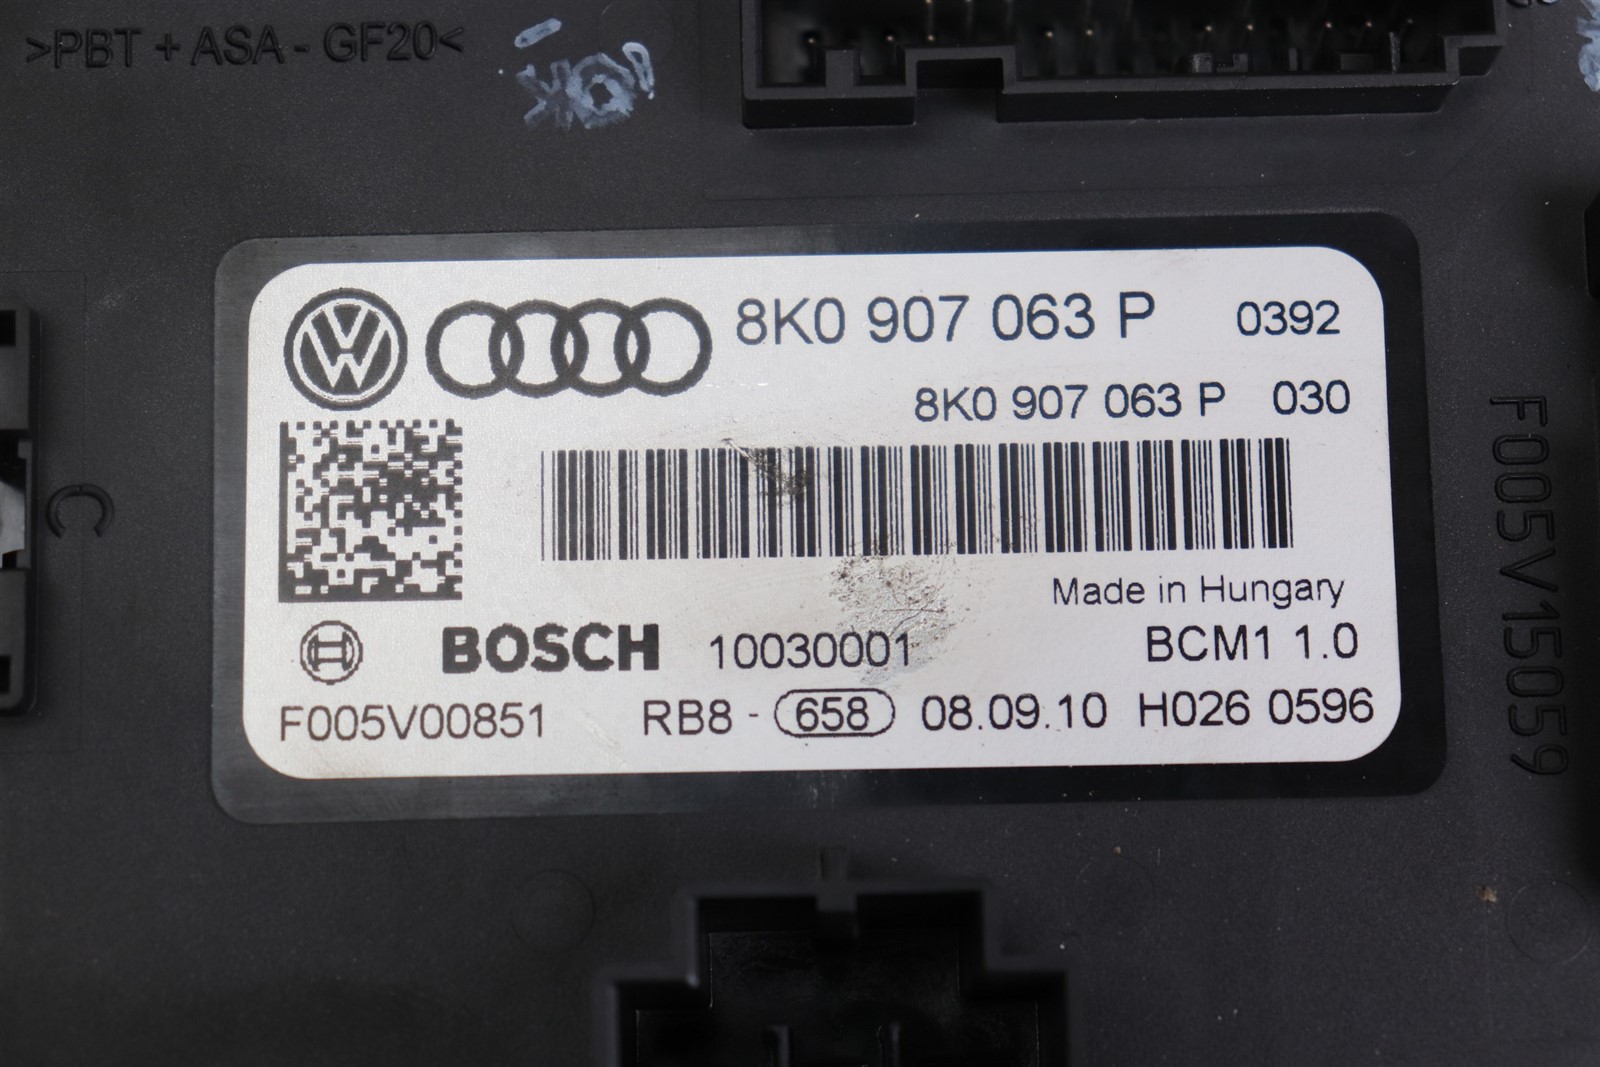 >PBT + ASA - GF20<
8K0 907 063 P 0392
8K0 907 063 P 030
Made in Hungary
BOSCH 10030001 BCM1 1.0
F005V00851 RB8 - 658 08.09.10 H026 0596
C
F005V15059